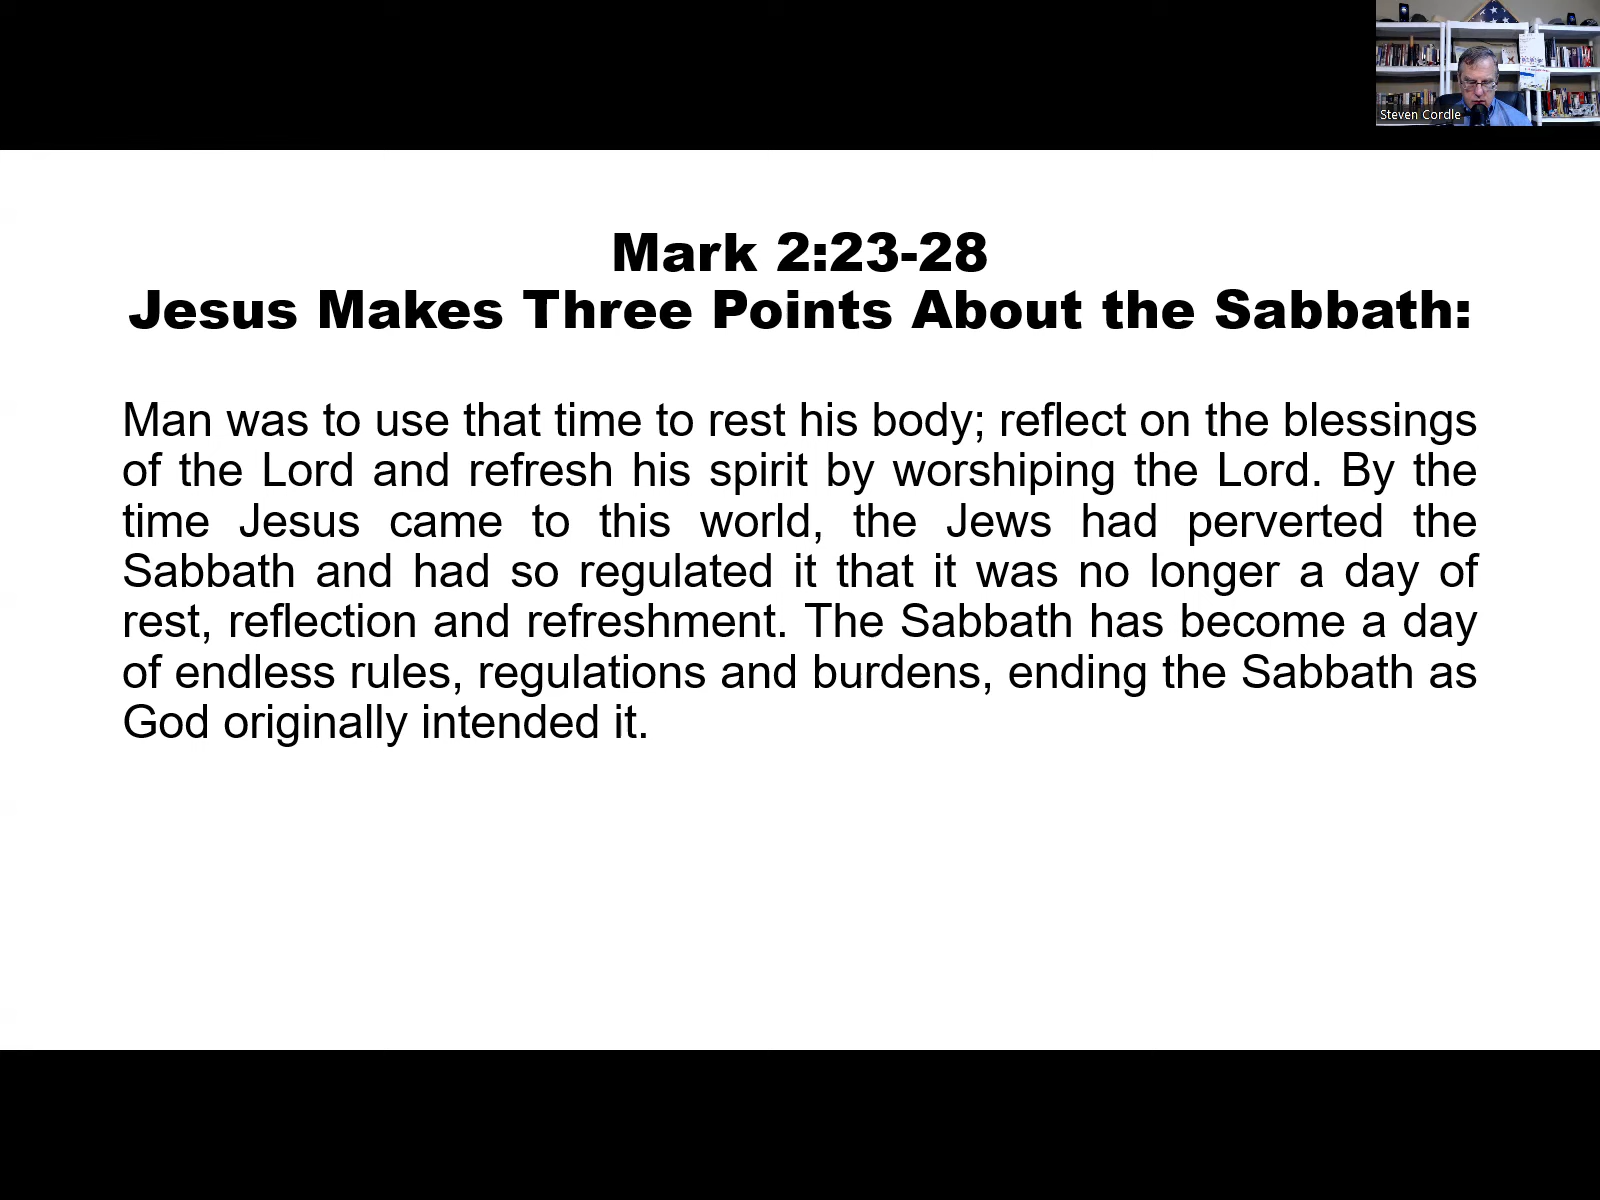 Steven Cordle
Mark 2:23-28
Jesus Makes Three Points About the Sabbath:
Man was to use that time to rest his body; reflect on the blessings
of the Lord and refresh his spirit by worshiping the Lord. By the
time Jesus came to this world, the Jews had perverted the
Sabbath and had so regulated it that it was no longer a day of
rest, reflection and refreshment. The Sabbath has become a day
of endless rules, regulations and burdens, ending the Sabbath as
God originally intended it.